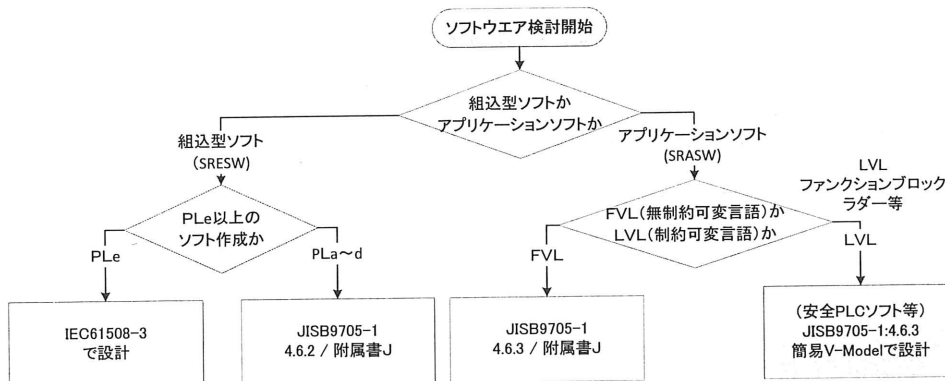 ソフトウエア検討開始
組込型ソフトか
アプリケーションソフトか
組込型ソフト
(SRESW)
アプリケーションソフト
(SRASW)
LVL
ファンクションブロック
ラダー等
PLe以上の
ソフト作成か
FVL(無制約可変言語)か
LVL(制約可変言語)か
PLe
PLa~d
FVL
LVL
IEC61508-3
で設計
JISB9705-1
4.6.2 / 附属書J
JISB9705-1
4.6.3 / 附属書J
(安全PLCソフト等)
JISB9705-1:4.6.3
簡易V-Modelで設計